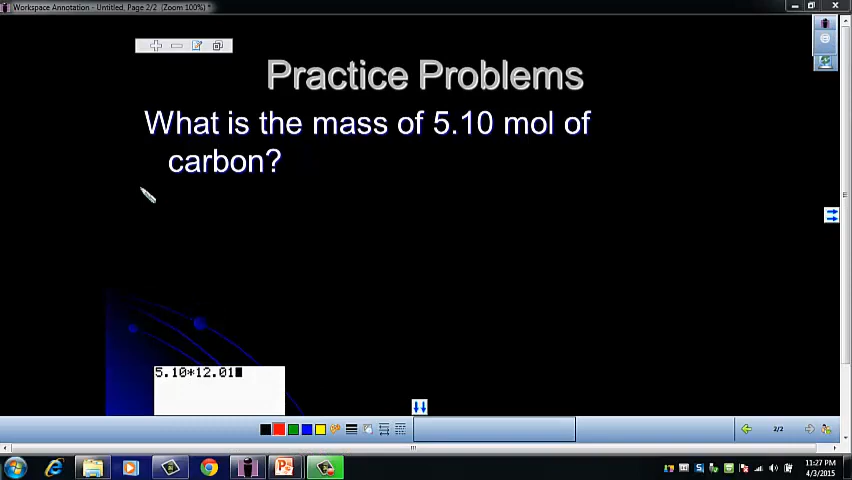 Workspace Annotation - Untitled, Page 2/2 (Zoom 100%) *
Practice Problems
What is the mass of 5.10 mol of
carbon?
5.10*12.01
2/2
11:27 PM
4/3/2015